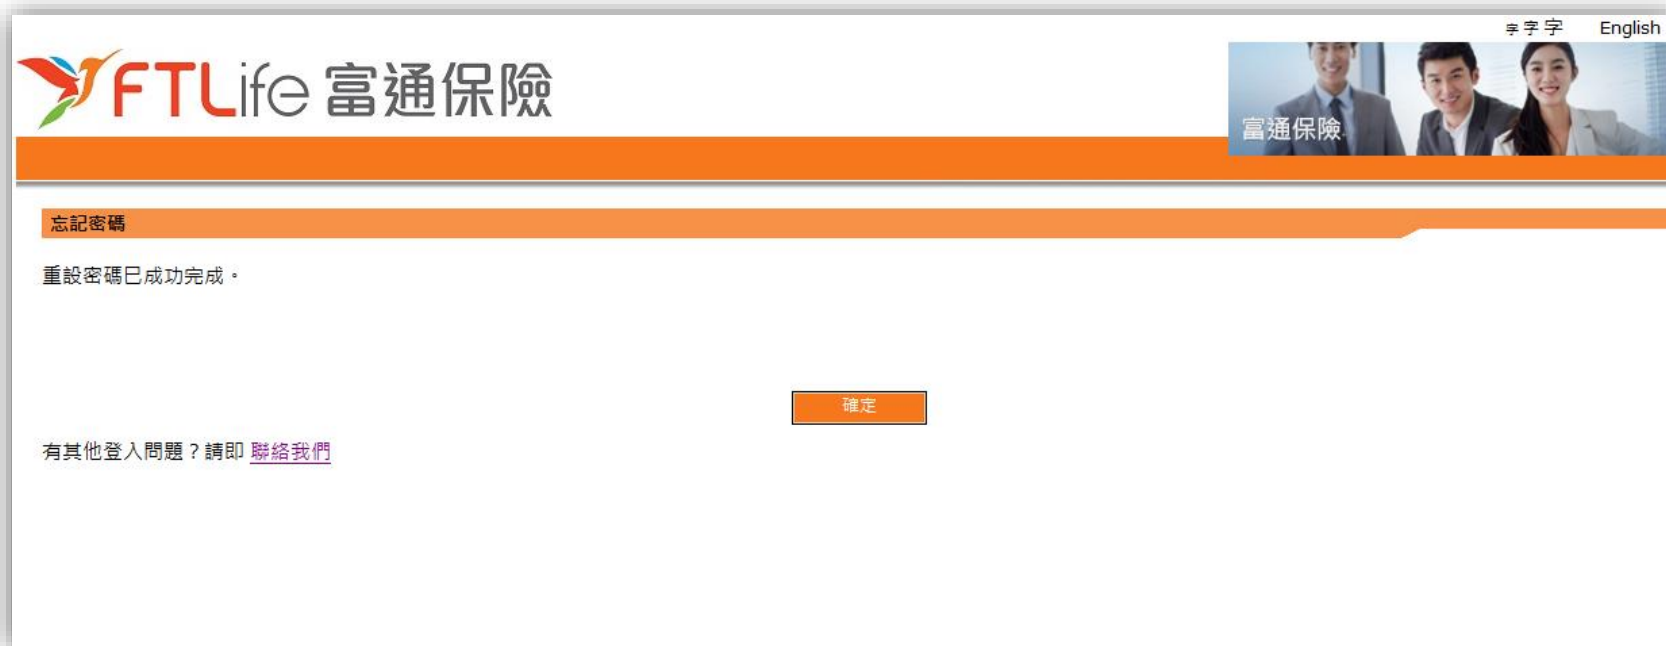 字 字 字 English
FTLife 富通保險
富通保險
忘記密碼
重設密碼巳成功完成。
確定
有其他登入問題？請即 聯絡我們